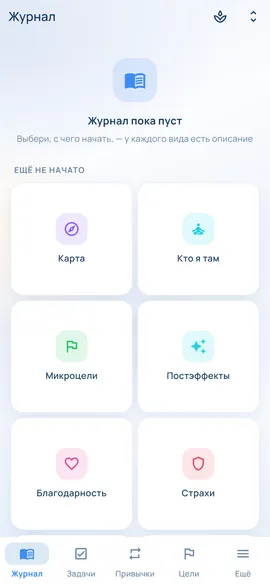 Журнал
Журнал пока пуст
Выбери, с чего начать, — у каждого вида есть описание
ЕЩЁ НЕ НАЧАТО
Карта
Кто я там
Микроцели
Постэффекты
Благодарность
Страхи
Журнал
Задачи
Привычки
Цели
Ещё